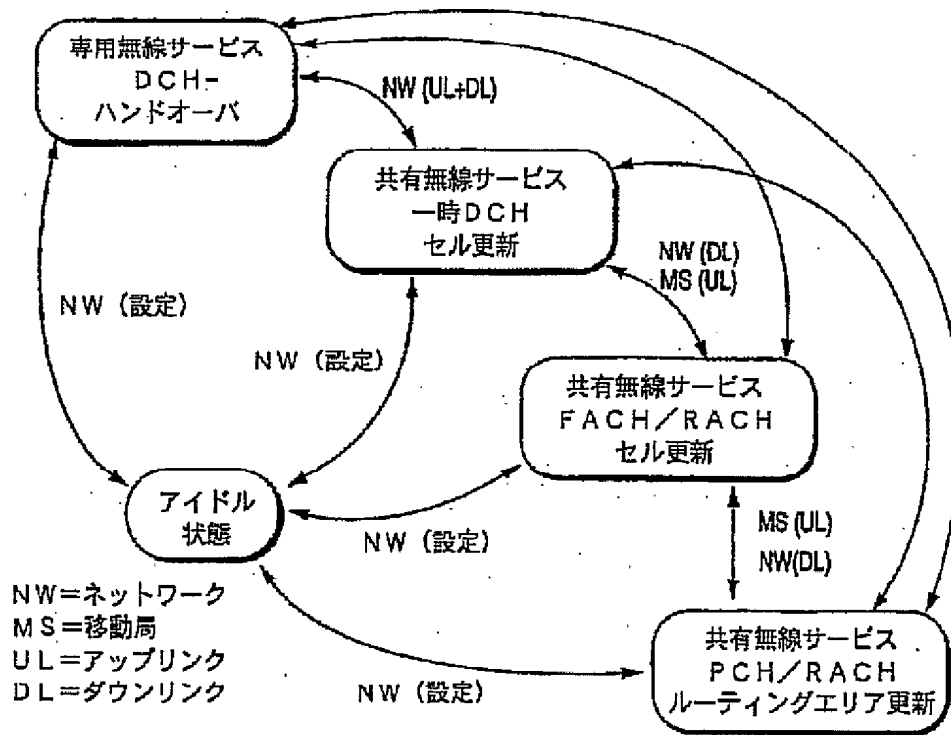 専用無線サービス
DCH-
ハンドオーバ
NW (UL+DL)
共有無線サービス
一時DCH
セル更新
NW (DL)
MS (UL)
NW (設定)
NW (設定)
共有無線サービス
FACH/RACH
セル更新
アイドル
状態
NW (設定)
MS (UL)
NW(DL)
NW=ネットワーク
MS=移動局
UL=アップリンク
DL=ダウンリンク
共有無線サービス
PCH/RACH
ルーティングエリア更新
NW (設定)